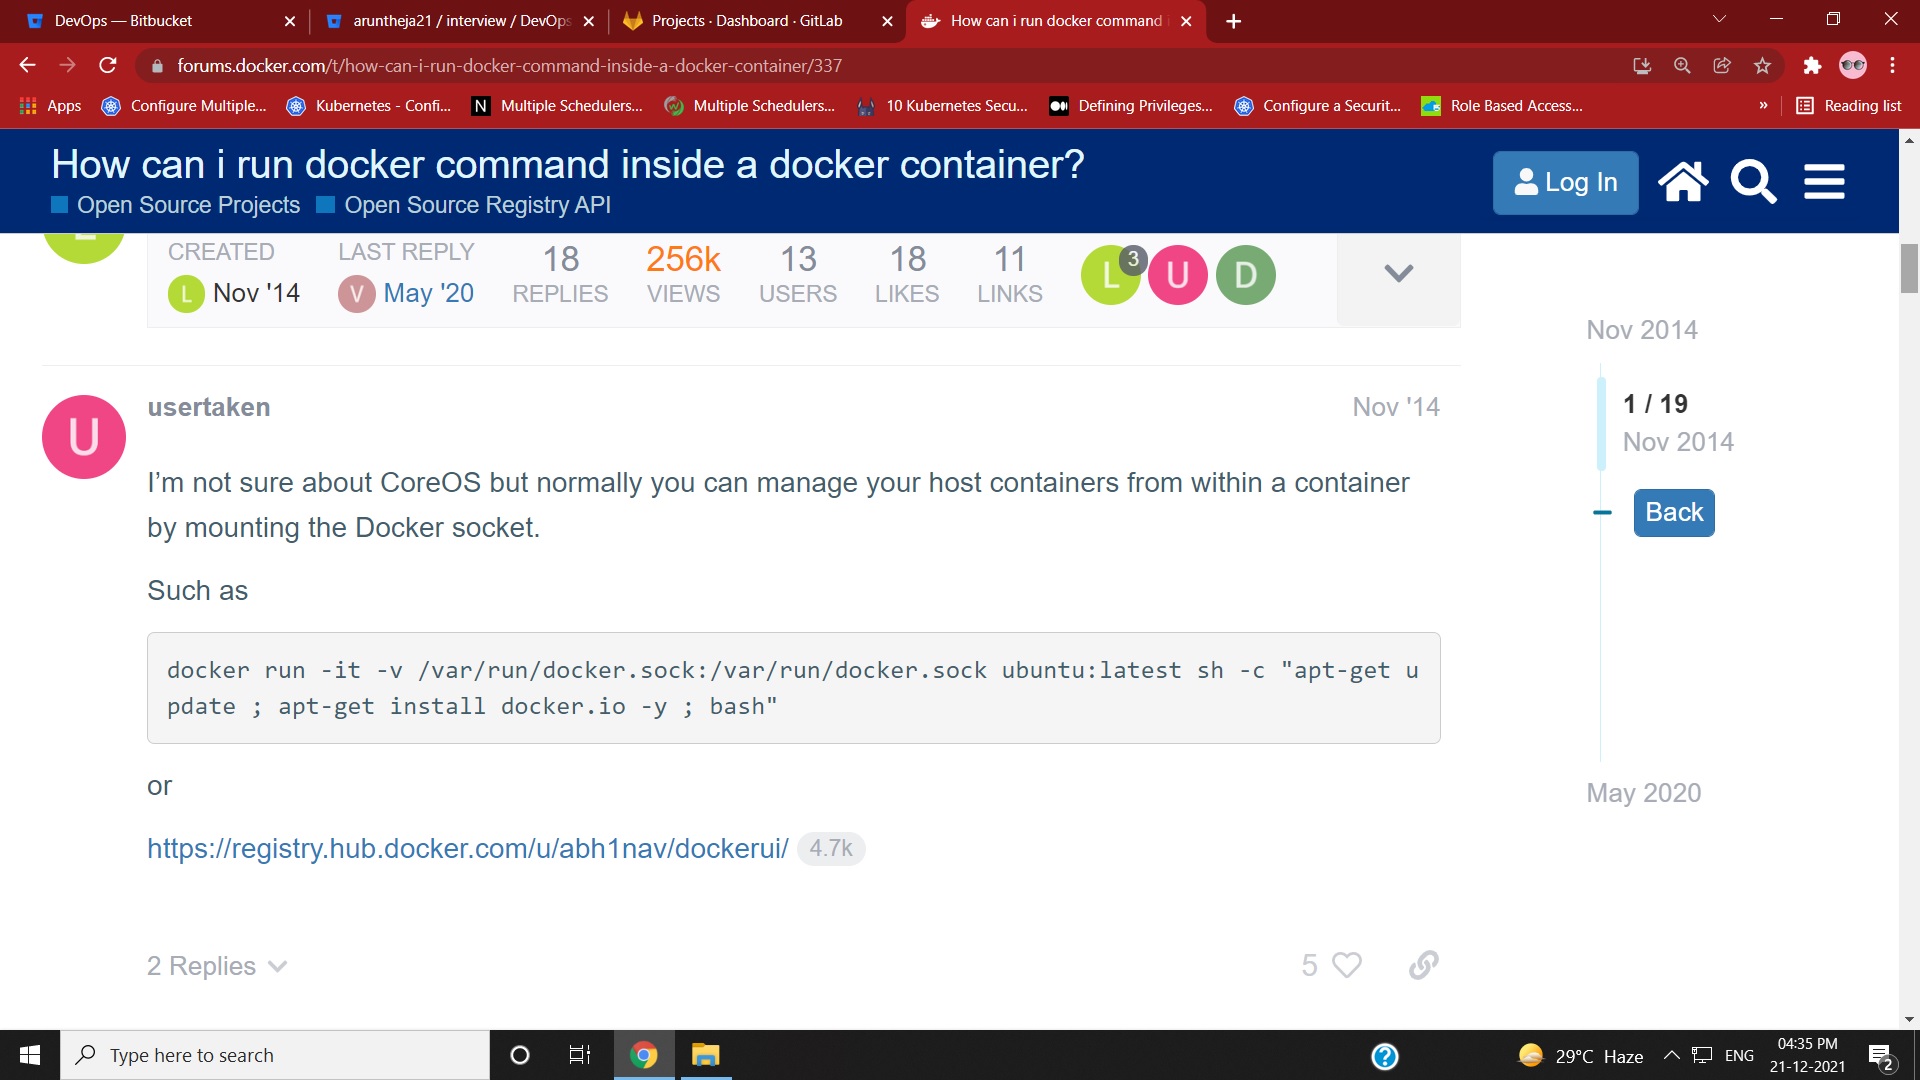 DevOps — Bitbucket
aruntheja21 / interview / DevOps
Projects · Dashboard · GitLab
How can i run docker command i
forums.docker.com/t/how-can-i-run-docker-command-inside-a-docker-container/337
Apps
Configure Multiple...
Kubernetes - Confi...
N
Multiple Schedulers...
Multiple Schedulers...
10 Kubernetes Secu...
Defining Privileges...
Configure a Securit...
Role Based Access...
»
Reading list
How can i run docker command inside a docker container?
Open Source Projects Open Source Registry API
Log In
CREATED LAST REPLY 18 256k 13 18 11 L 3 U D
L Nov '14 V May '20 REPLIES VIEWS USERS LIKES LINKS
Nov 2014
U
usertaken Nov '14
1 / 19
Nov 2014
Back
I’m not sure about CoreOS but normally you can manage your host containers from within a container
by mounting the Docker socket.
Such as
docker run -it -v /var/run/docker.sock:/var/run/docker.sock ubuntu:latest sh -c "apt-get u
pdate ; apt-get install docker.io -y ; bash"
or
May 2020
https://registry.hub.docker.com/u/abh1nav/dockerui/ 4.7k
2 Replies 5
Type here to search
29°C Haze
ENG
04:35 PM
21-12-2021
2